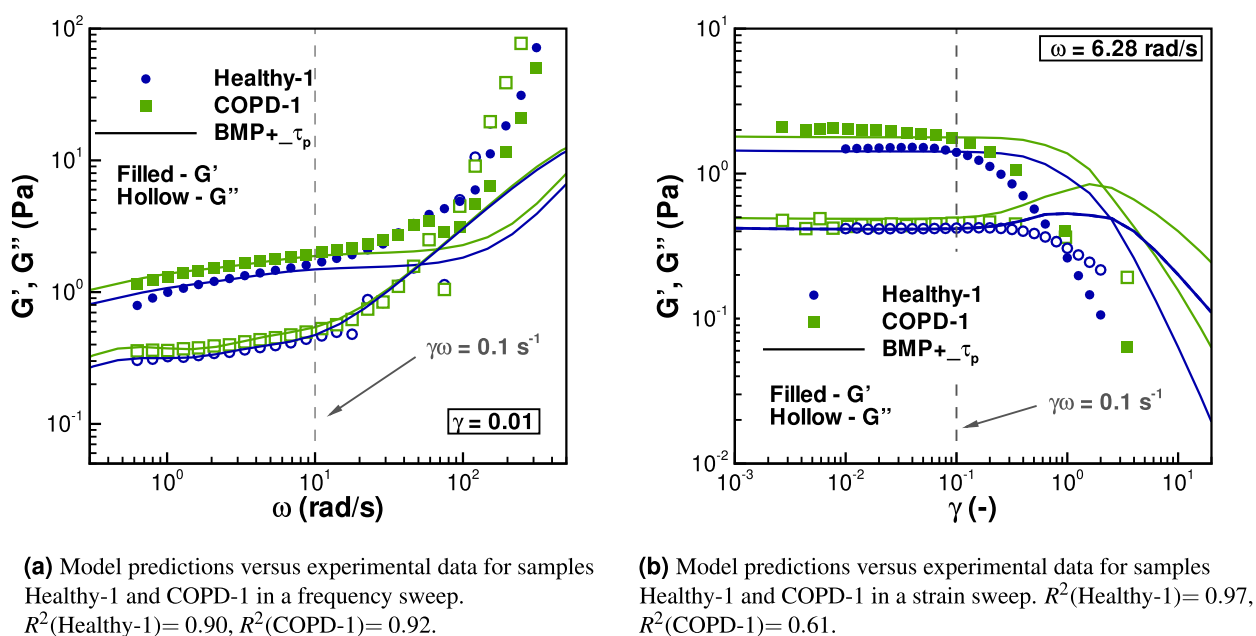 10²
10¹
10⁰
10⁻¹
G', G'' (Pa)
Healthy-1
COPD-1
BMP+_τp
Filled - G'
Hollow - G''
γω = 0.1 s⁻¹
γ = 0.01
10⁰
10¹
10²
ω (rad/s)
10¹
10⁰
10⁻¹
10⁻²
G', G'' (Pa)
ω = 6.28 rad/s
Healthy-1
COPD-1
BMP+_τp
Filled - G'
Hollow - G''
γω = 0.1 s⁻¹
10⁻³
10⁻²
10⁻¹
10⁰
10¹
γ (-)
(a) Model predictions versus experimental data for samples
Healthy-1 and COPD-1 in a frequency sweep.
R²(Healthy-1)= 0.90, R²(COPD-1)= 0.92.
(b) Model predictions versus experimental data for samples
Healthy-1 and COPD-1 in a strain sweep. R²(Healthy-1)= 0.97,
R²(COPD-1)= 0.61.